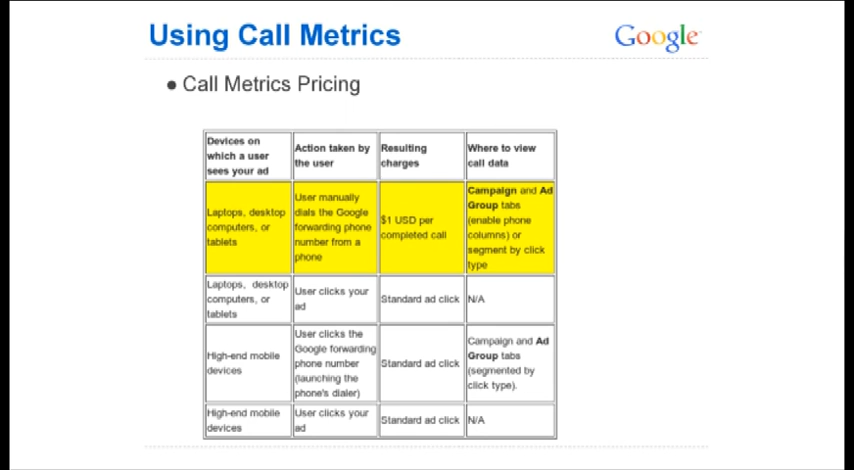 Using Call Metrics
Google
● Call Metrics Pricing
Devices on
which a user
sees your ad
Action taken by
the user
Resulting
charges
Where to view
call data
Laptops, desktop
computers, or
tablets
User manually
dials the Google
forwarding phone
number from a
phone
$1 USD per
completed call
Campaign and Ad
Group tabs
(enable phone
columns) or
segment by click
type
Laptops, desktop
computers, or
tablets
User clicks your
ad
Standard ad click
N/A
High-end mobile
devices
User clicks the
Google forwarding
phone number
(launching the
phone's dialer)
Standard ad click
Campaign and Ad
Group tabs
(segmented by
click type).
High-end mobile
devices
User clicks your
ad
Standard ad click
N/A